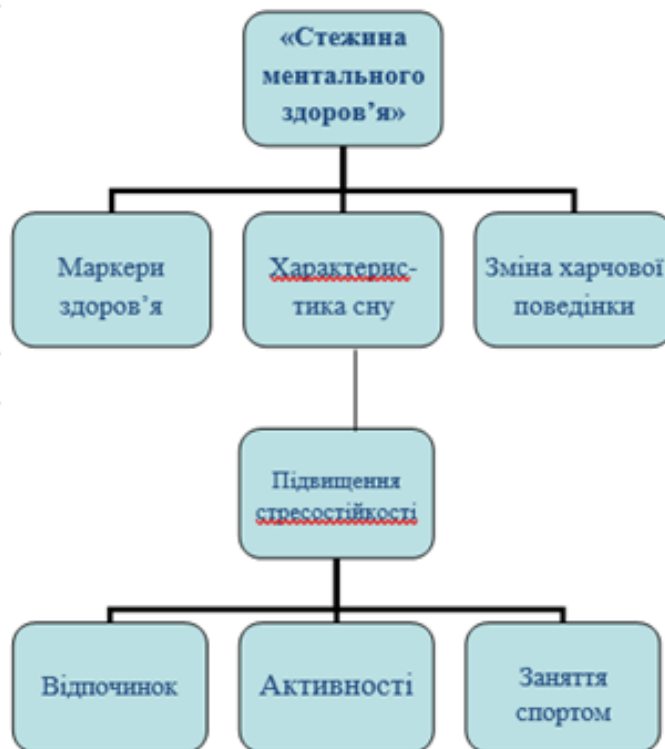 «Стежина
ментального
здоров’я»
Маркери
здоров’я
Характерис-
тика сну
Зміна харчової
поведінки
Підвищення
стресостійкості
Відпочинок
Активності
Заняття
спортом